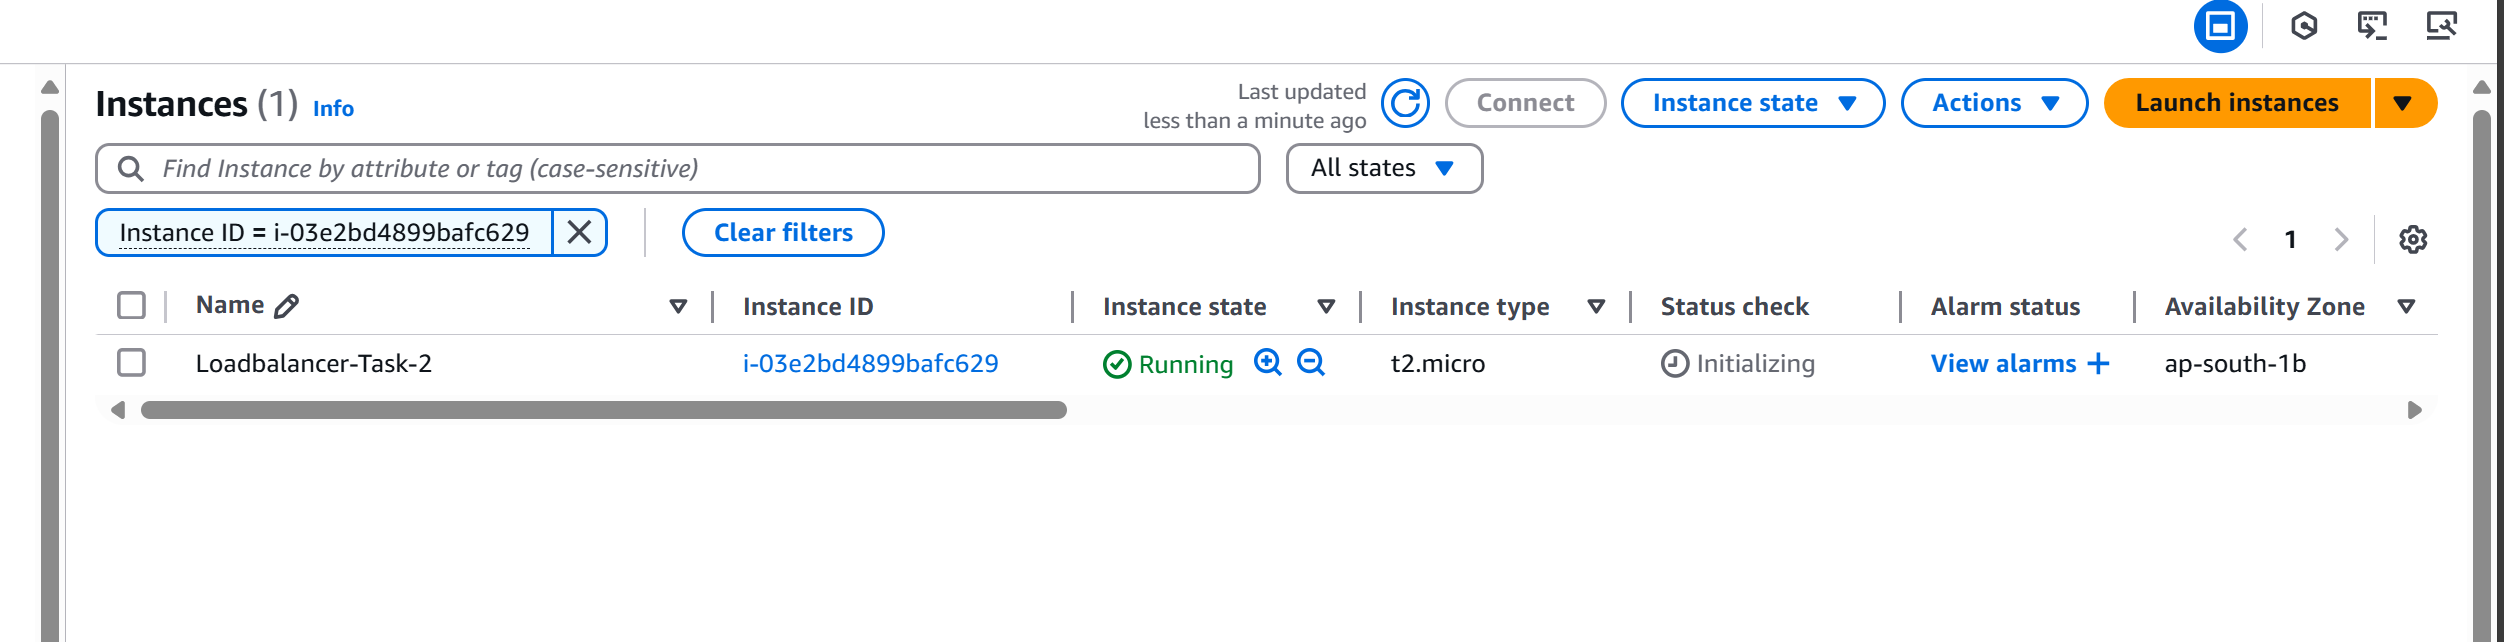 Instances (1) Info
Last updated
less than a minute ago
Connect
Instance state
Actions
Launch instances
Find Instance by attribute or tag (case-sensitive)
All states
Instance ID = i-03e2bd4899bafc629
Clear filters
1
Name Instance ID Instance state Instance type Status check Alarm status Availability Zone
Loadbalancer-Task-2 i-03e2bd4899bafc629 Running t2.micro Initializing View alarms + ap-south-1b